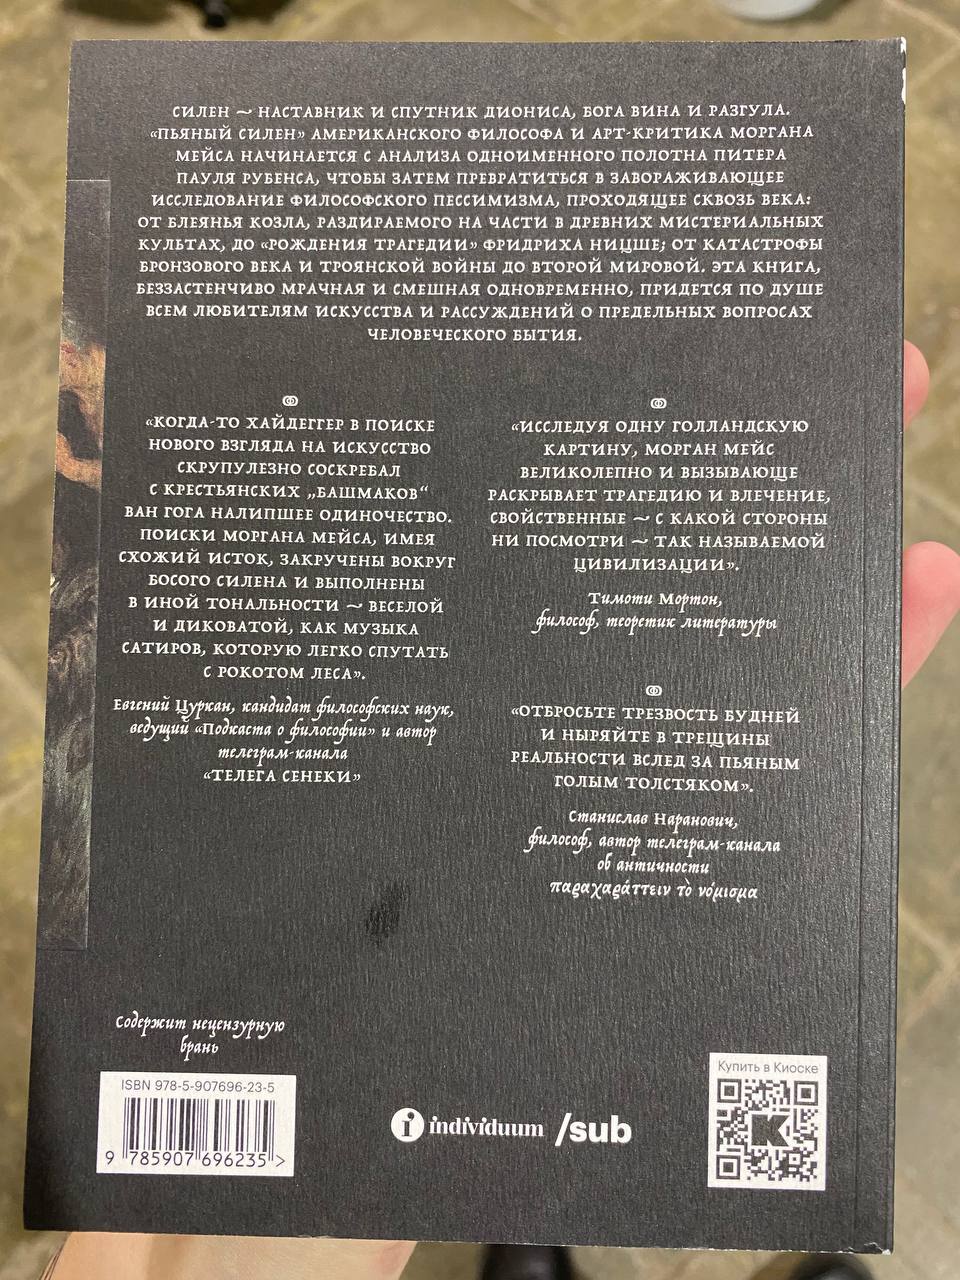 СИЛЕН — НАСТАВНИК И СПУТНИК ДИОНИСА, БОГА ВИНА И РАЗГУЛА.
«ПЬЯНЫЙ СИЛЕН» АМЕРИКАНСКОГО ФИЛОСОФА И АРТ-КРИТИКА МОРГАНА
МЕЙСА НАЧИНАЕТСЯ С АНАЛИЗА ОДНОИМЕННОГО ПОЛОТНА ПИТЕРА
ПАУЛЯ РУБЕНСА, ЧТОБЫ ЗАТЕМ ПРЕВРАТИТЬСЯ В ЗАВОРАЖИВАЮЩЕЕ
ИССЛЕДОВАНИЕ ФИЛОСОФСКОГО ПЕССИМИЗМА, ПРОХОДЯЩЕЕ СКВОЗЬ ВЕКА:
ОТ БЛЕЯНЬЯ КОЗЛА, РАЗДИРАЕМОГО НА ЧАСТИ В ДРЕВНИХ МИСТЕРИАЛЬНЫХ
КУЛЬТАХ, ДО «РОЖДЕНИЯ ТРАГЕДИИ» ФРИДРИХА НИЦШЕ; ОТ КАТАСТРОФЫ
БРОНЗОВОГО ВЕКА И ТРОЯНСКОЙ ВОЙНЫ ДО ВТОРОЙ МИРОВОЙ. ЭТА КНИГА,
БЕЗЗАСТЕНЧИВО МРАЧНАЯ И СМЕШНАЯ ОДНОВРЕМЕННО, ПРИДЕТСЯ ПО ДУШЕ
ВСЕМ ЛЮБИТЕЛЯМ ИСКУССТВА И РАССУЖДЕНИЙ О ПРЕДЕЛЬНЫХ ВОПРОСАХ
ЧЕЛОВЕЧЕСКОГО БЫТИЯ.
«КОГДА-ТО ХАЙДЕГГЕР В ПОИСКЕ
НОВОГО ВЗГЛЯДА НА ИСКУССТВО
СКРУПУЛЕЗНО СОСКРЕБАЛ
С КРЕСТЬЯНСКИХ „БАШМАКОВ“
ВАН ГОГА НАЛИПШЕЕ ОДИНОЧЕСТВО.
ПОИСКИ МОРГАНА МЕЙСА, ИМЕЯ
СХОЖИЙ ИСТОК, ЗАКРУЧЕНЫ ВОКРУГ
БОСОГО СИЛЕНА И ВЫПОЛНЕНЫ
В ИНОЙ ТОНАЛЬНОСТИ — ВЕСЕЛОЙ
И ДИКОВАТОЙ, КАК МУЗЫКА
САТИРОВ, КОТОРУЮ ЛЕГКО СПУТАТЬ
С РОКОТОМ ЛЕСА».
Евгений Цуркан, кандидат философских наук,
ведущий «Подкаста о философии» и автор
телеграм-канала
«ТЕЛЕГА СЕНЕКИ»
«ИССЛЕДУЯ ОДНУ ГОЛЛАНДСКУЮ
КАРТИНУ, МОРГАН МЕЙС
ВЕЛИКОЛЕПНО И ВЫЗЫВАЮЩЕ
РАСКРЫВАЕТ ТРАГЕДИЮ И ВЛЕЧЕНИЕ,
СВОЙСТВЕННЫЕ — С КАКОЙ СТОРОНЫ
НИ ПОСМОТРИ — ТАК НАЗЫВАЕМОЙ
ЦИВИЛИЗАЦИИ».
Тимоти Мортон,
философ, теоретик литературы
«ОТБРОСЬТЕ ТРЕЗВОСТЬ БУДНЕЙ
И НЫРЯЙТЕ В ТРЕЩИНЫ
РЕАЛЬНОСТИ ВСЛЕД ЗА ПЬЯНЫМ
ГОЛЫМ ТОЛСТЯКОМ».
Станислав Наранович,
философ, автор телеграм-канала
об античности
παραχαράττειν τὸ νόμισμα
Содержит нецензурную
брань
ISBN 978-5-907696-23-5
9 785907 696235 >
i individuum /sub
Купить в Киоске
К